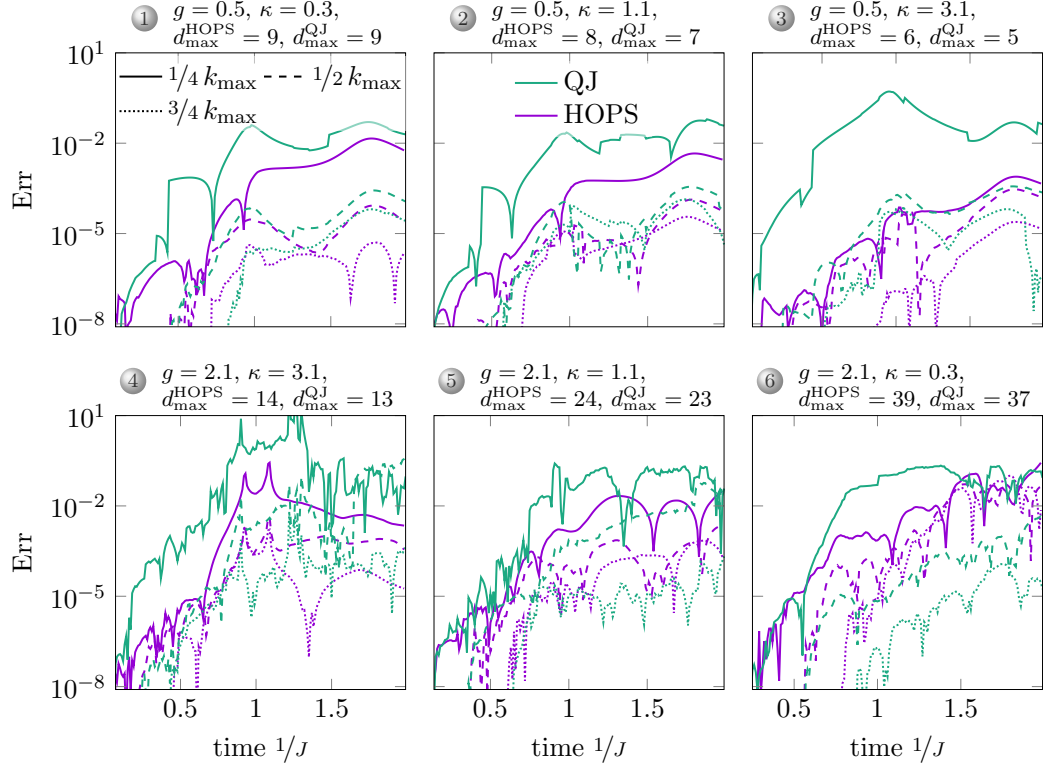 1 g = 0.5, κ = 0.3,
d_max^HOPS = 9, d_max^QJ = 9
2 g = 0.5, κ = 1.1,
d_max^HOPS = 8, d_max^QJ = 7
3 g = 0.5, κ = 3.1,
d_max^HOPS = 6, d_max^QJ = 5
10^1
10^−2
10^−5
10^−8
Err
1/4 k_max
1/2 k_max
3/4 k_max
QJ
HOPS
4 g = 2.1, κ = 3.1,
d_max^HOPS = 14, d_max^QJ = 13
5 g = 2.1, κ = 1.1,
d_max^HOPS = 24, d_max^QJ = 23
6 g = 2.1, κ = 0.3,
d_max^HOPS = 39, d_max^QJ = 37
10^1
10^−2
10^−5
10^−8
Err
0.5 1 1.5
0.5 1 1.5
0.5 1 1.5
time 1/J
time 1/J
time 1/J